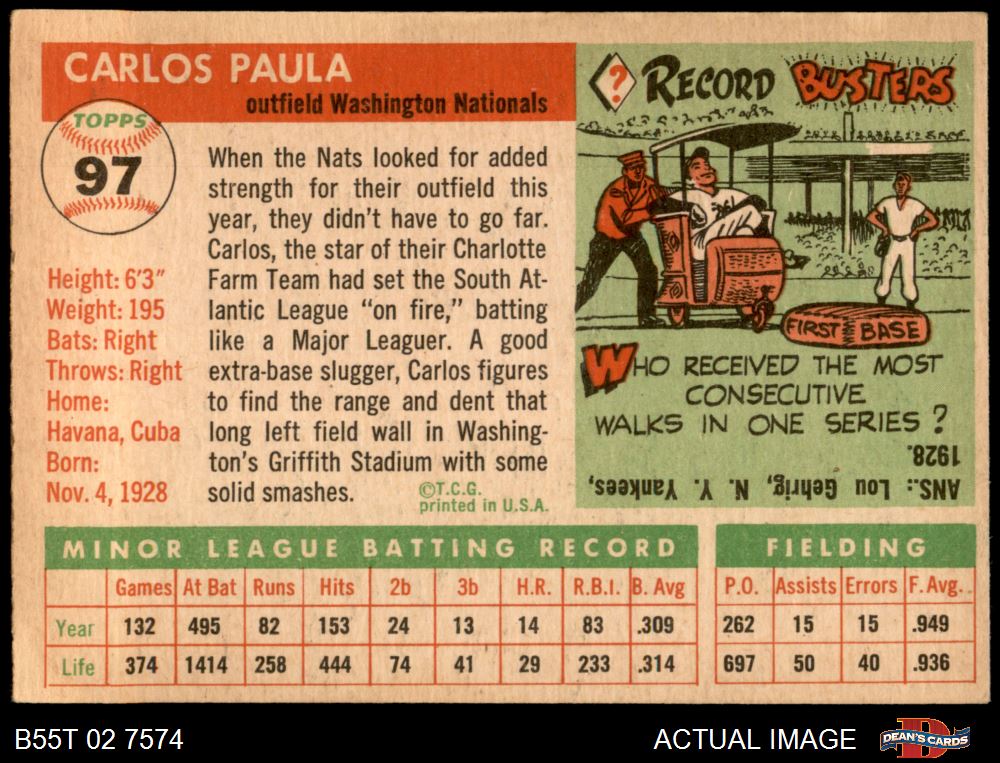 CARLOS PAULA
outfield Washington Nationals
TOPPS
97
Height: 6'3"
Weight: 195
Bats: Right
Throws: Right
Home:
Havana, Cuba
Born:
Nov. 4, 1928
When the Nats looked for added
strength for their outfield this
year, they didn't have to go far.
Carlos, the star of their Charlotte
Farm Team had set the South At-
lantic League "on fire," batting
like a Major Leaguer. A good
extra-base slugger, Carlos figures
to find the range and dent that
long left field wall in Washing-
ton's Griffith Stadium with some
solid smashes.
©T.C.G.
printed in U.S.A.
? RECORD BUSTERS
FIRST BASE
WHO RECEIVED THE MOST
CONSECUTIVE
WALKS IN ONE SERIES?
ANS.: Lou Gehrig, N. Y. Yankees,
1928.
MINOR LEAGUE BATTING RECORD
Games At Bat Runs Hits 2b 3b H.R. R.B.I. B. Avg
Year 132 495 82 153 24 13 14 83 .309
Life 374 1414 258 444 74 41 29 233 .314
FIELDING
P.O. Assists Errors F. Avg.
262 15 15 .949
697 50 40 .936
B55T 02 7574
ACTUAL IMAGE
DEAN'S CARDS